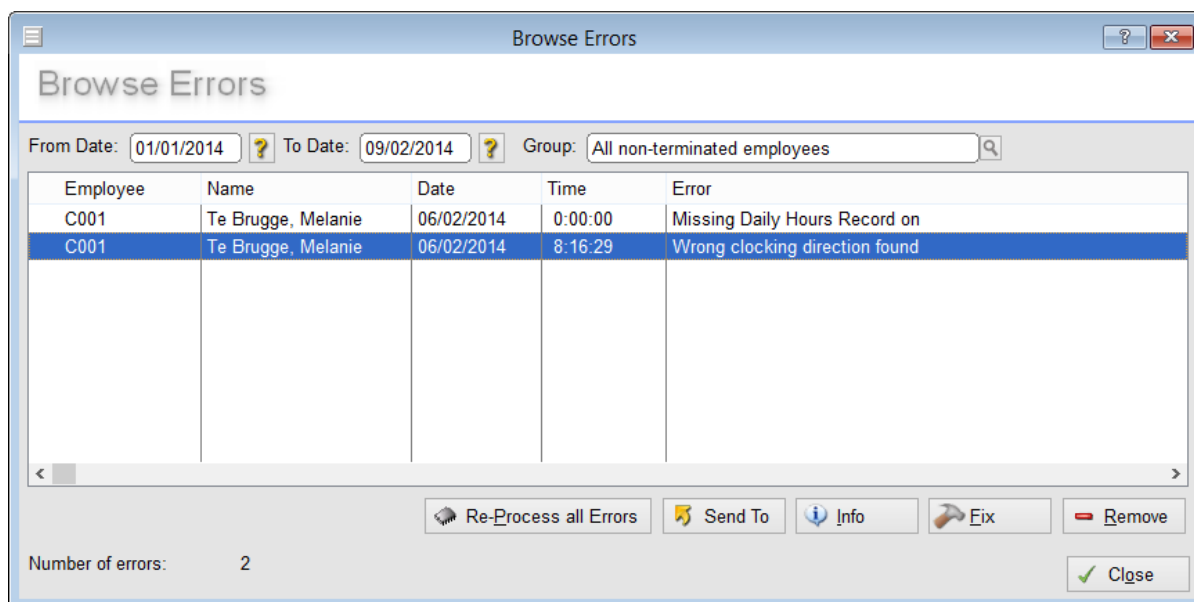 Browse Errors
Browse Errors
From Date: 01/01/2014 ? To Date: 09/02/2014 ? Group: All non-terminated employees
Employee Name Date Time Error
C001 Te Brugge, Melanie 06/02/2014 0:00:00 Missing Daily Hours Record on
C001 Te Brugge, Melanie 06/02/2014 8:16:29 Wrong clocking direction found
Re-Process all Errors Send To Info Fix Remove
Number of errors: 2
Close